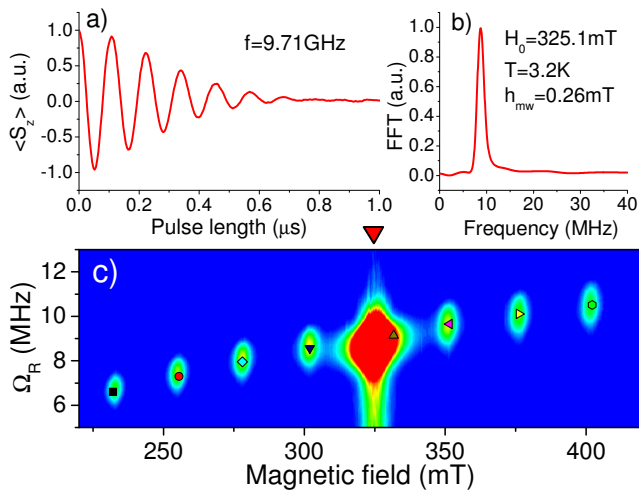 a)
f=9.71GHz
<S_z> (a.u.)
1.0
0.5
0.0
-0.5
-1.0
0.0 0.2 0.4 0.6 0.8 1.0
Pulse length (μs)
b)
H₀=325.1mT
T=3.2K
h_mw=0.26mT
FFT (a.u.)
1.0
0.8
0.6
0.4
0.2
0.0
0 10 20 30 40
Frequency (MHz)
c)
Ω_R (MHz)
12
10
8
6
250 300 350 400
Magnetic field (mT)